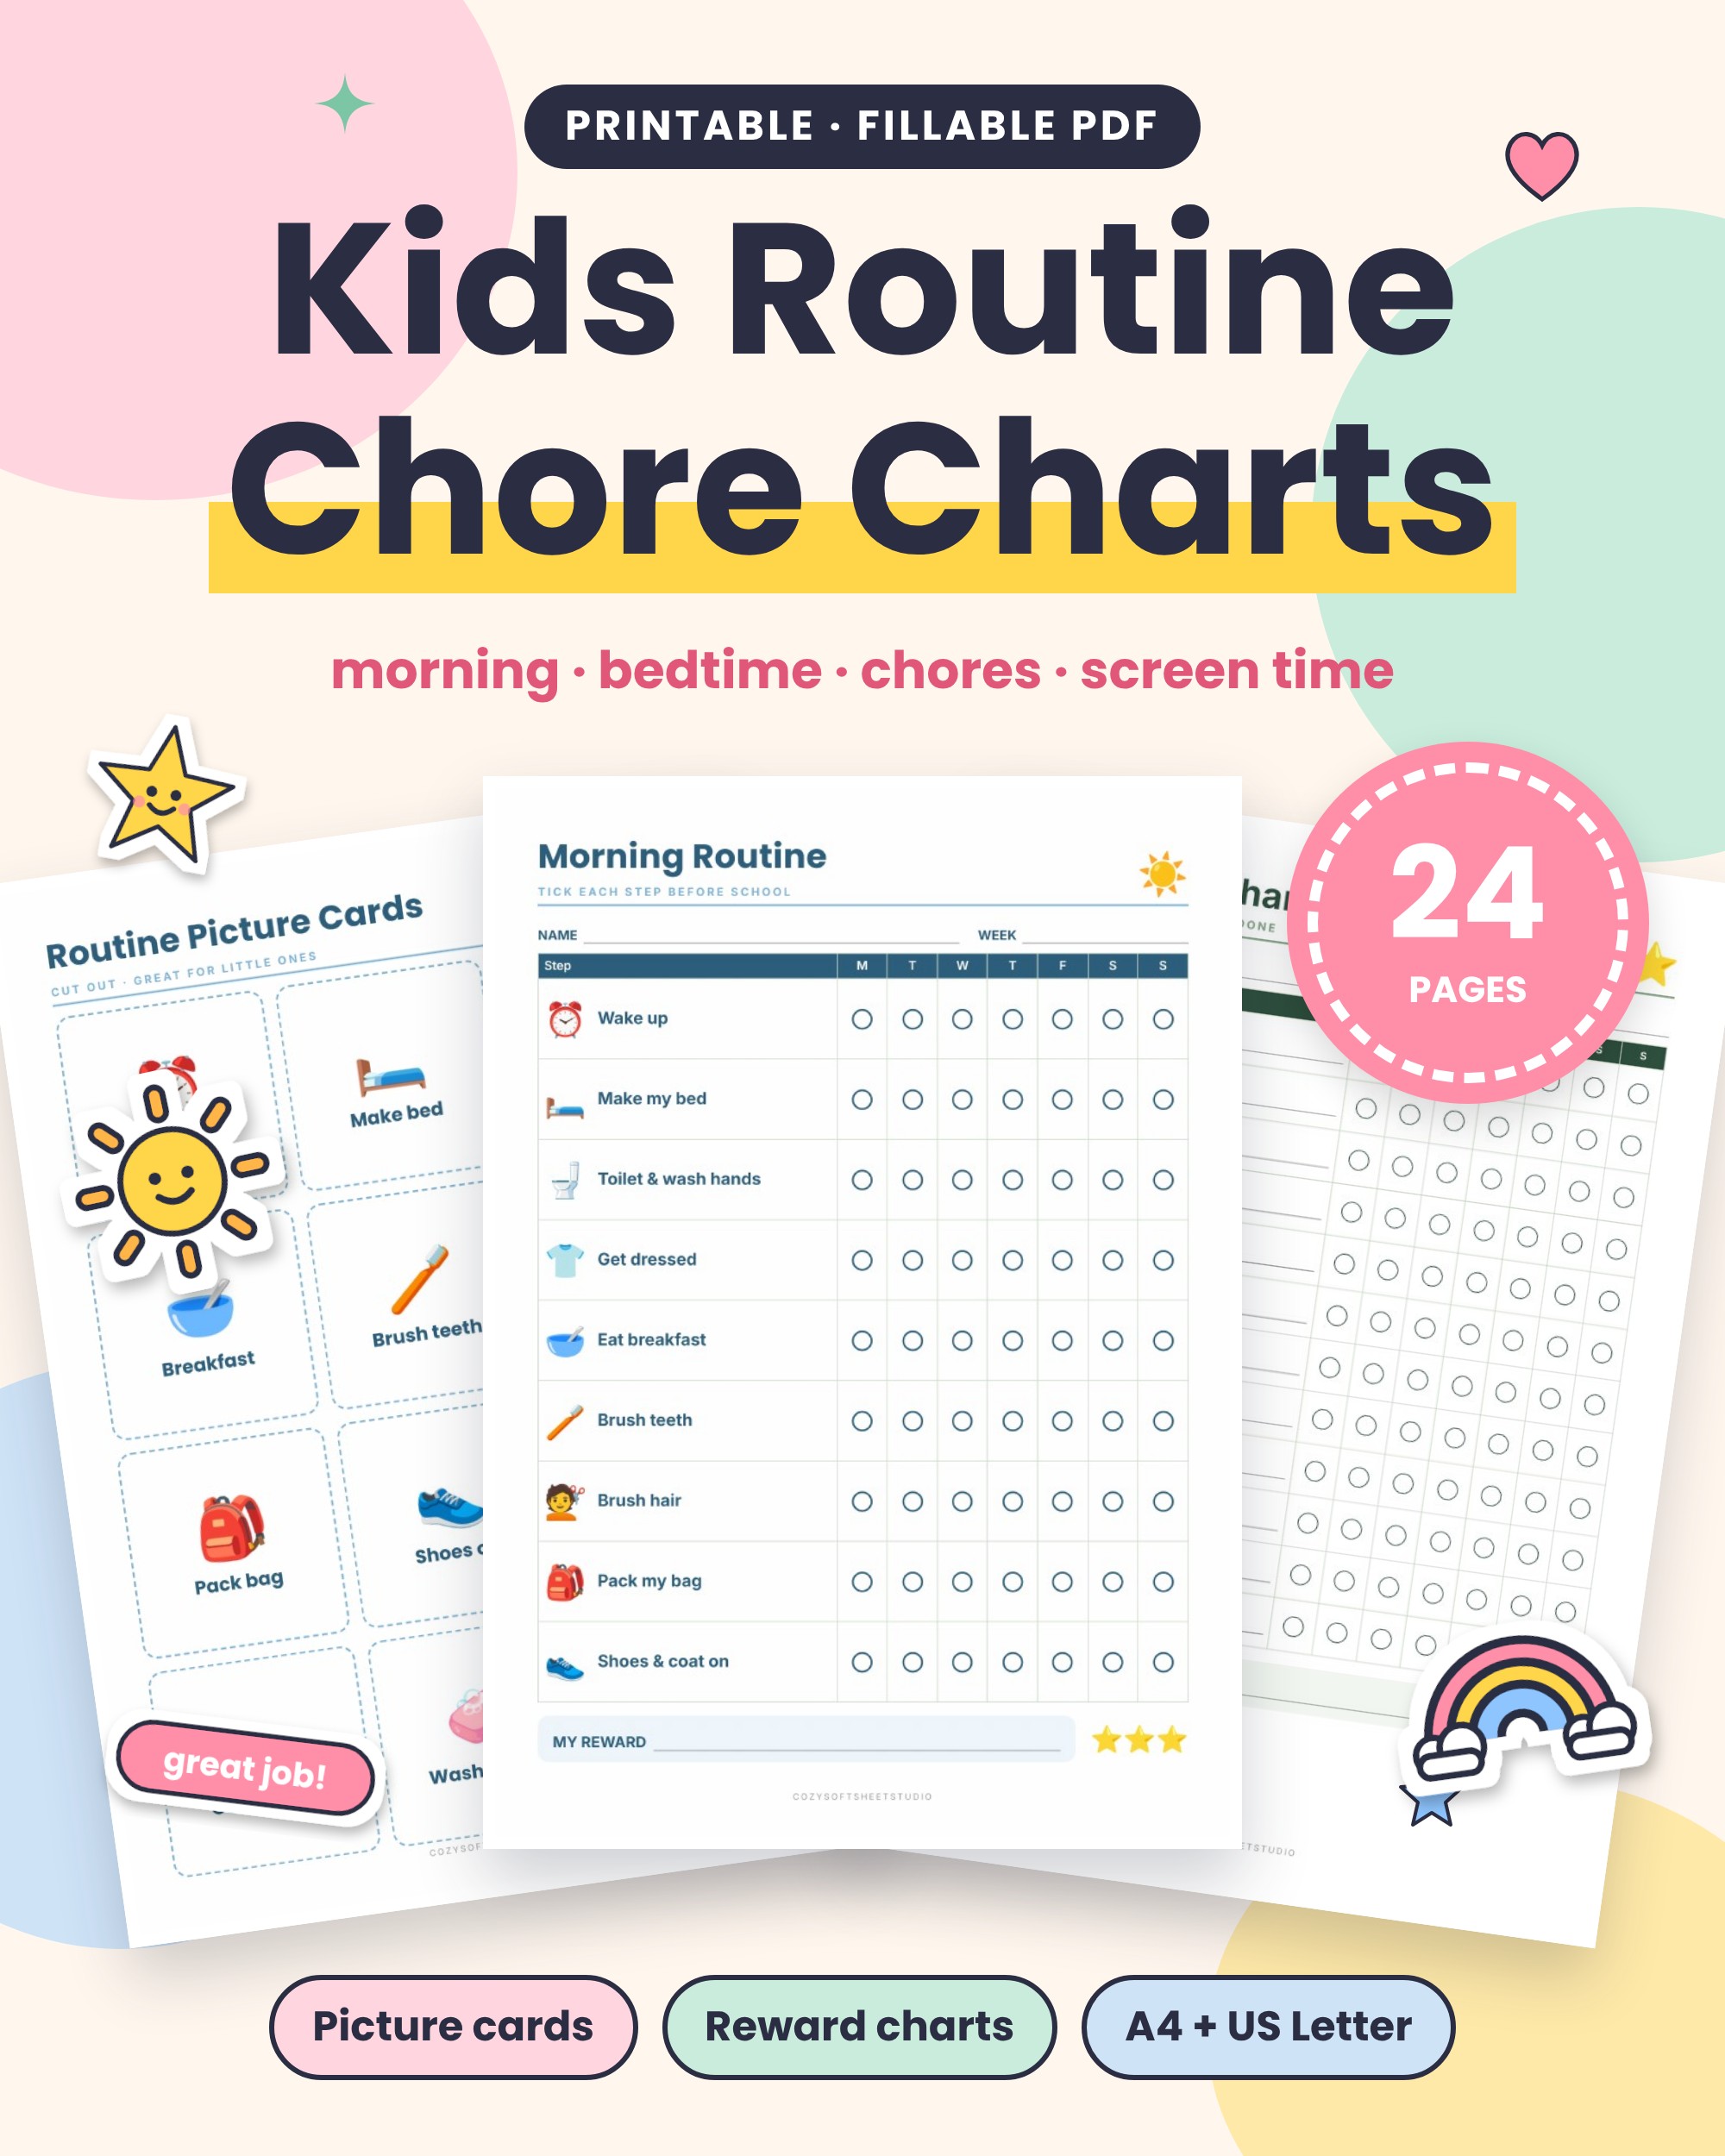 PRINTABLE · FILLABLE PDF
Kids Routine
Chore Charts
morning · bedtime · chores · screen time
24
PAGES
Routine Picture Cards
CUT OUT · GREAT FOR LITTLE ONES
Make bed
Breakfast
Brush teeth
Pack bag
Shoes
Wash
great job!
Morning Routine
TICK EACH STEP BEFORE SCHOOL
NAME
WEEK
Step M T W T F S S
Wake up
Make my bed
Toilet & wash hands
Get dressed
Eat breakfast
Brush teeth
Brush hair
Pack my bag
Shoes & coat on
MY REWARD
COZYSOFTSHEETSTUDIO
DONE
S S
Picture cards
Reward charts
A4 + US Letter